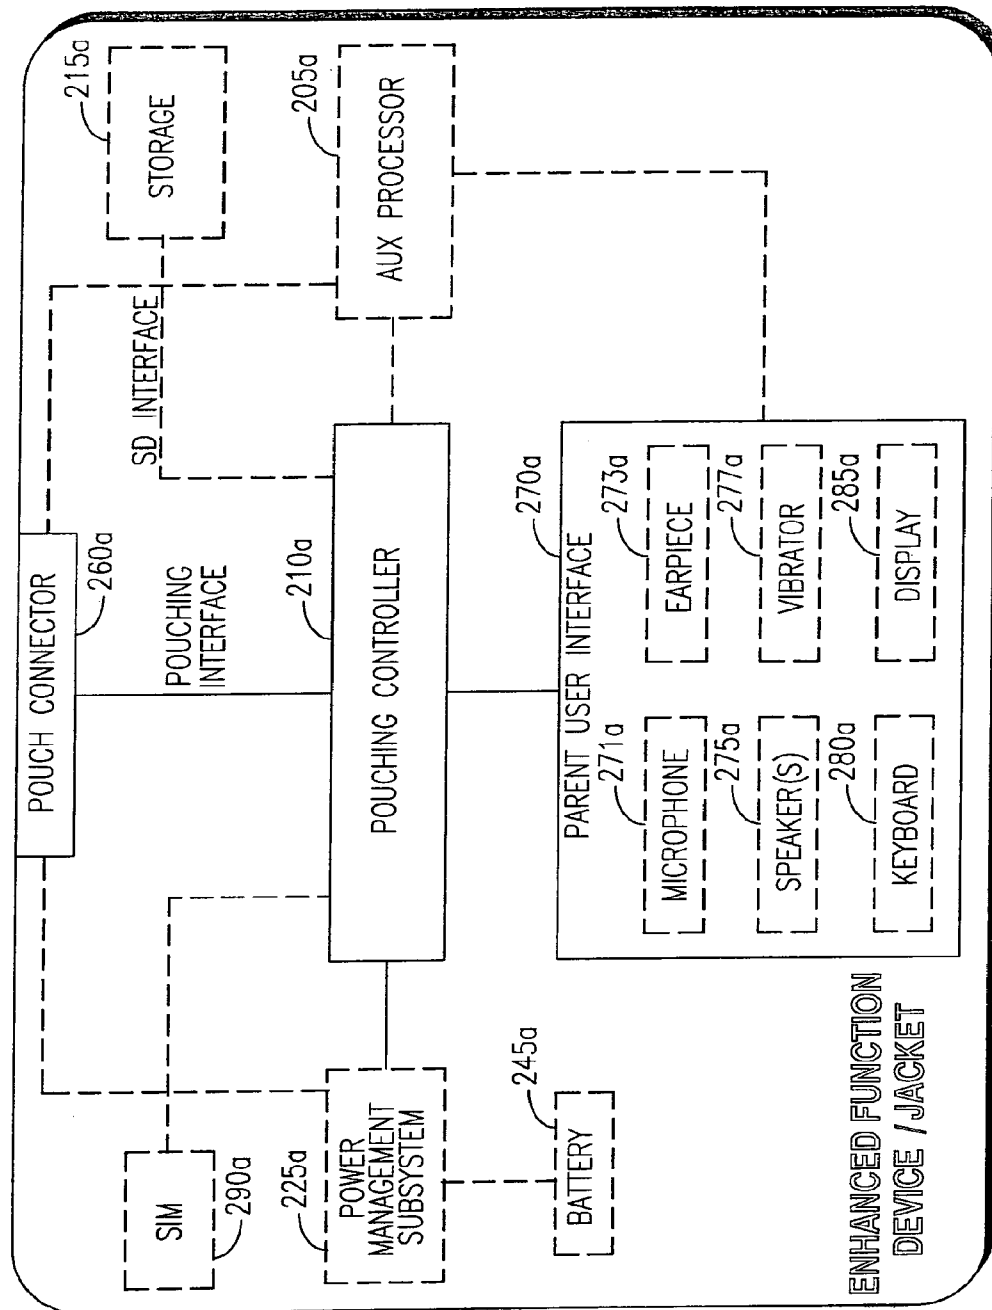 POUCH CONNECTOR
260a
SIM
290a
POUCHING
INTERFACE
SD INTERFACE
STORAGE
215a
POWER
MANAGEMENT
SUBSYSTEM
225a
POUCHING CONTROLLER
210a
AUX PROCESSOR
205a
BATTERY
245a
PARENT USER INTERFACE
270a
MICROPHONE
271a
EARPIECE
273a
SPEAKER(S)
275a
VIBRATOR
277a
KEYBOARD
280a
DISPLAY
285a
ENHANCED FUNCTION
DEVICE / JACKET